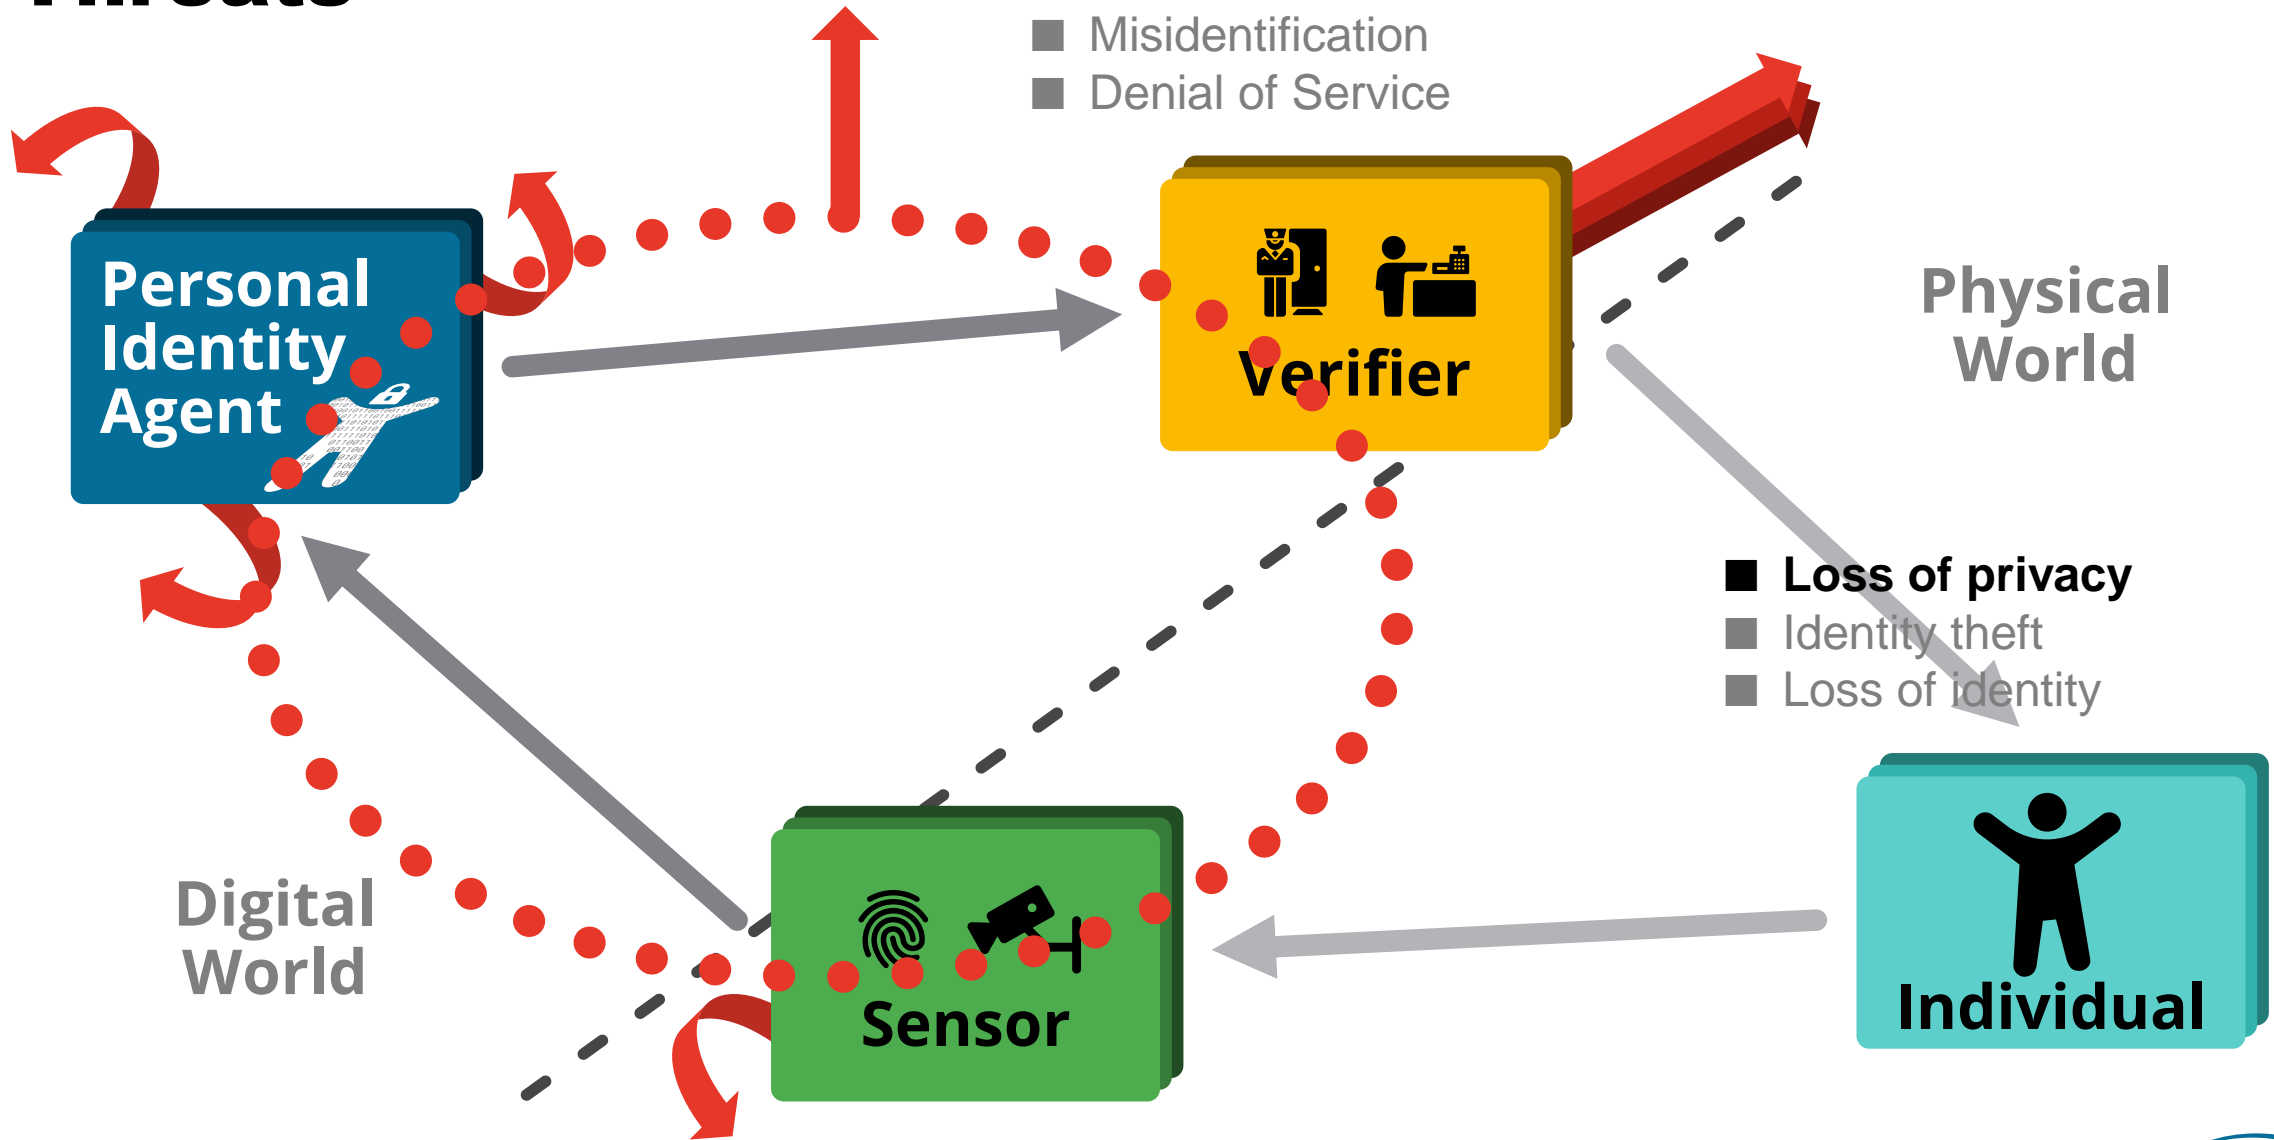 Threats
■ Misidentification
■ Denial of Service
Personal
Identity
Agent
Verifier
Physical
World
■ Loss of privacy
■ Identity theft
■ Loss of identity
Digital
World
Sensor
Individual